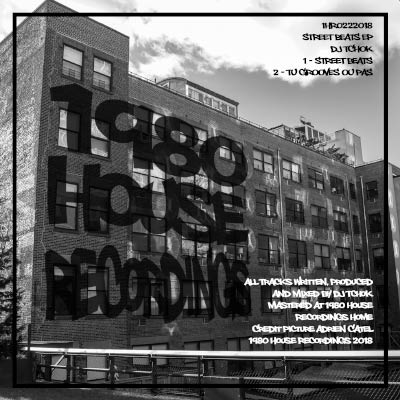 1HR0222018
STREET BEATS EP
DJ TCHOK
1 - STREET BEATS
2 - TU GROOVES OU PAS
1980
HOUSE
RECORDINGS
ALL TRACKS WRITTEN, PRODUCED
AND MIXED BY DJ TCHOK
MASTERED AT 1980 HOUSE
RECORDINGS HOME
CREDIT PICTURE ADRIEN CATEL
1980 HOUSE RECORDINGS 2018